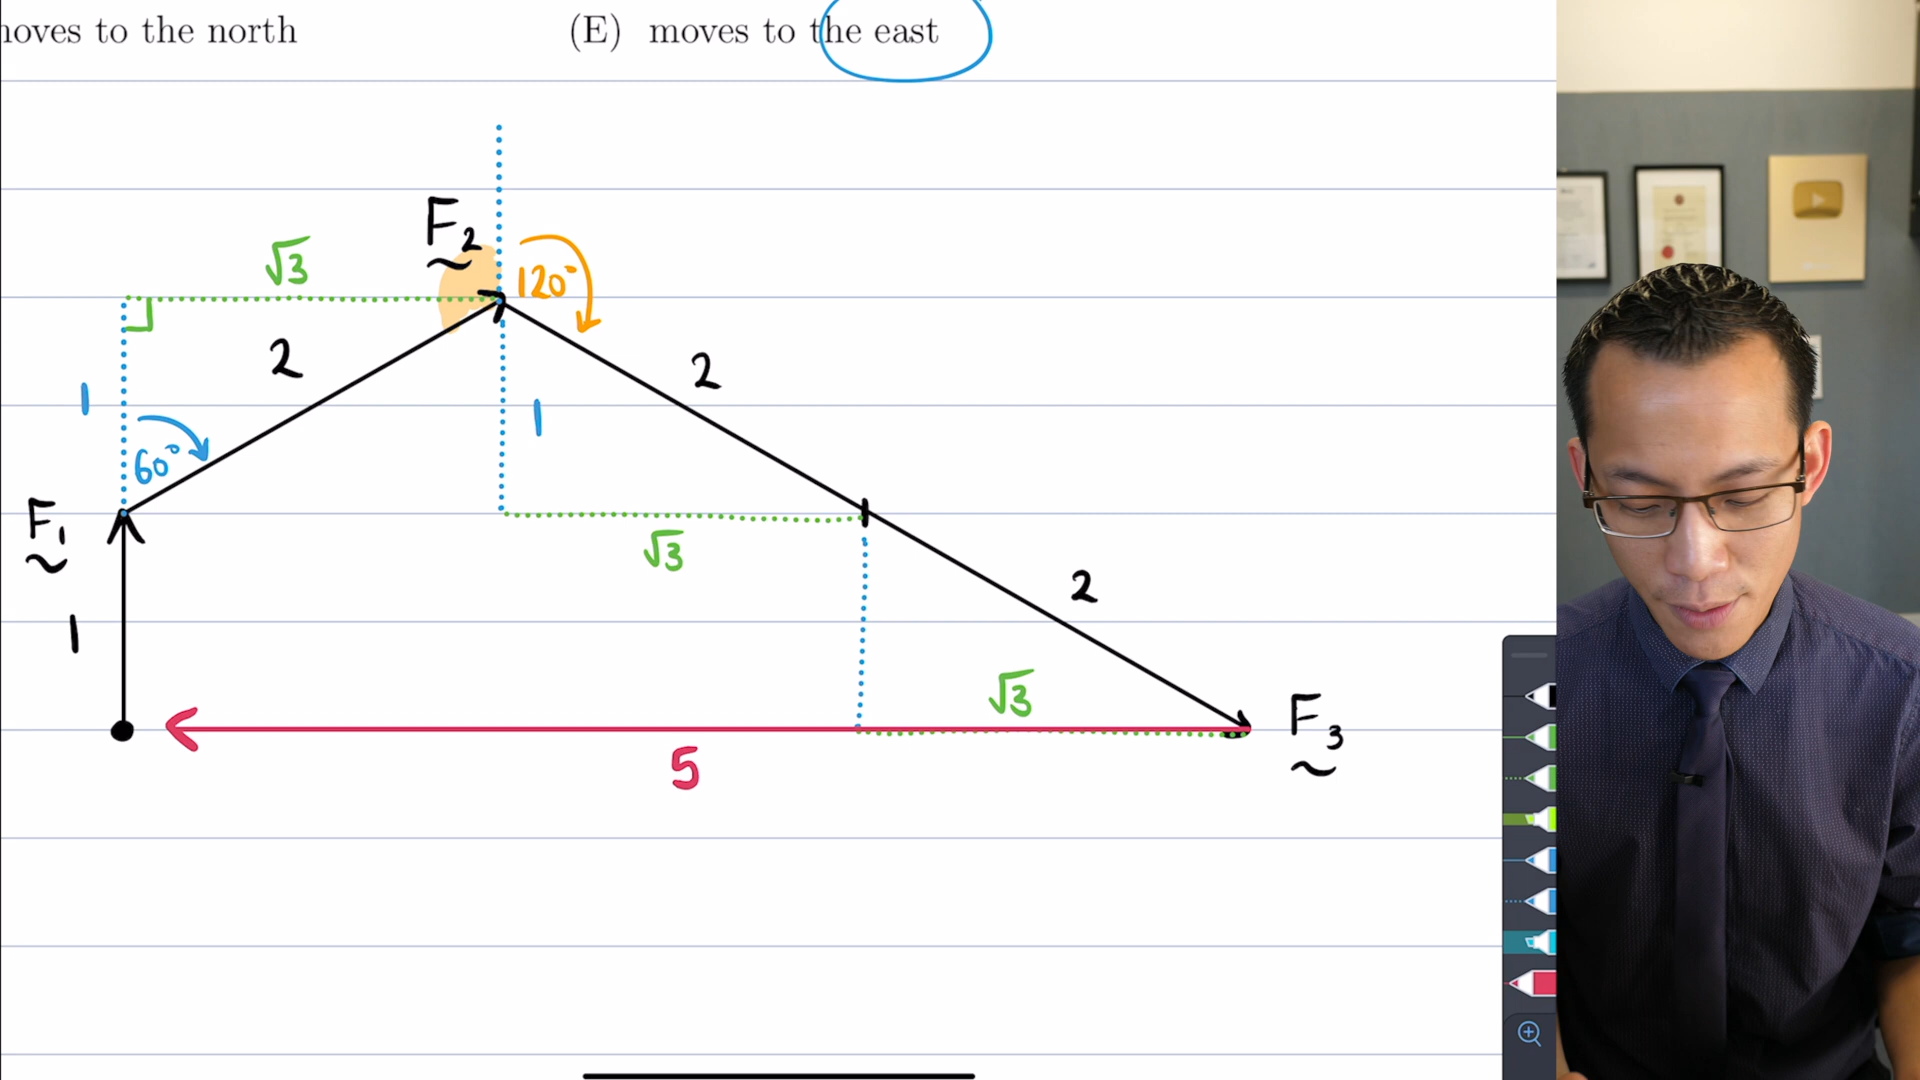 moves to the north (E) moves to the east
F2
√3 120°
2 2
1 1
60°
F1 √3
2
1
√3 F3
5